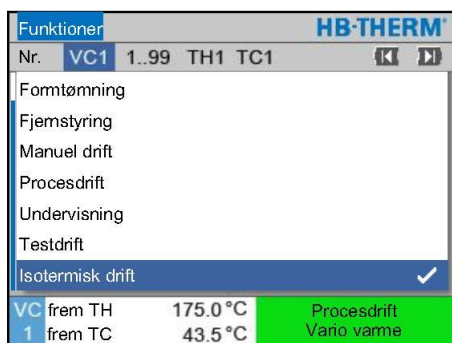 Funktioner HB-THERM®
Nr. VC1 1..99 TH1 TC1
Formtømning
Fjernstyring
Manuel drift
Procesdrift
Undervisning
Testdrift
Isotermisk drift
VC frem TH 175.0 °C Procesdrift
1 frem TC 43.5 °C Vario varme